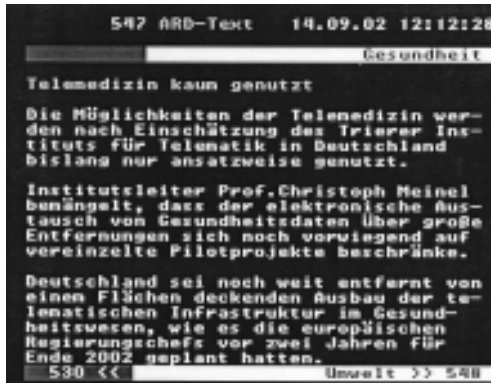 547 ARD-Text 14.09.02 12:12:28
Gesundheit
Telemedizin kaum genutzt
Die Möglichkeiten der Telemedizin wer-
den nach Einschätzung des Trierer Ins-
tituts für Telematik in Deutschland
bislang nur ansatzweise genutzt.
Institutsleiter Prof.Christoph Meinel
bemängelt, dass der elektronische Aus-
tausch von Gesundheitsdaten über große
Entfernungen sich noch vorwiegend auf
vereinzelte Pilotprojekte beschränke.
Deutschland sei noch weit entfernt von
einem Flächen deckenden Ausbau der te-
lematischen Infrastruktur im Gesund-
heitswesen, wie es die europäischen
Regierungschefs vor zwei Jahren für
Ende 2002 geplant hatten.
530 << Umwelt >> 548